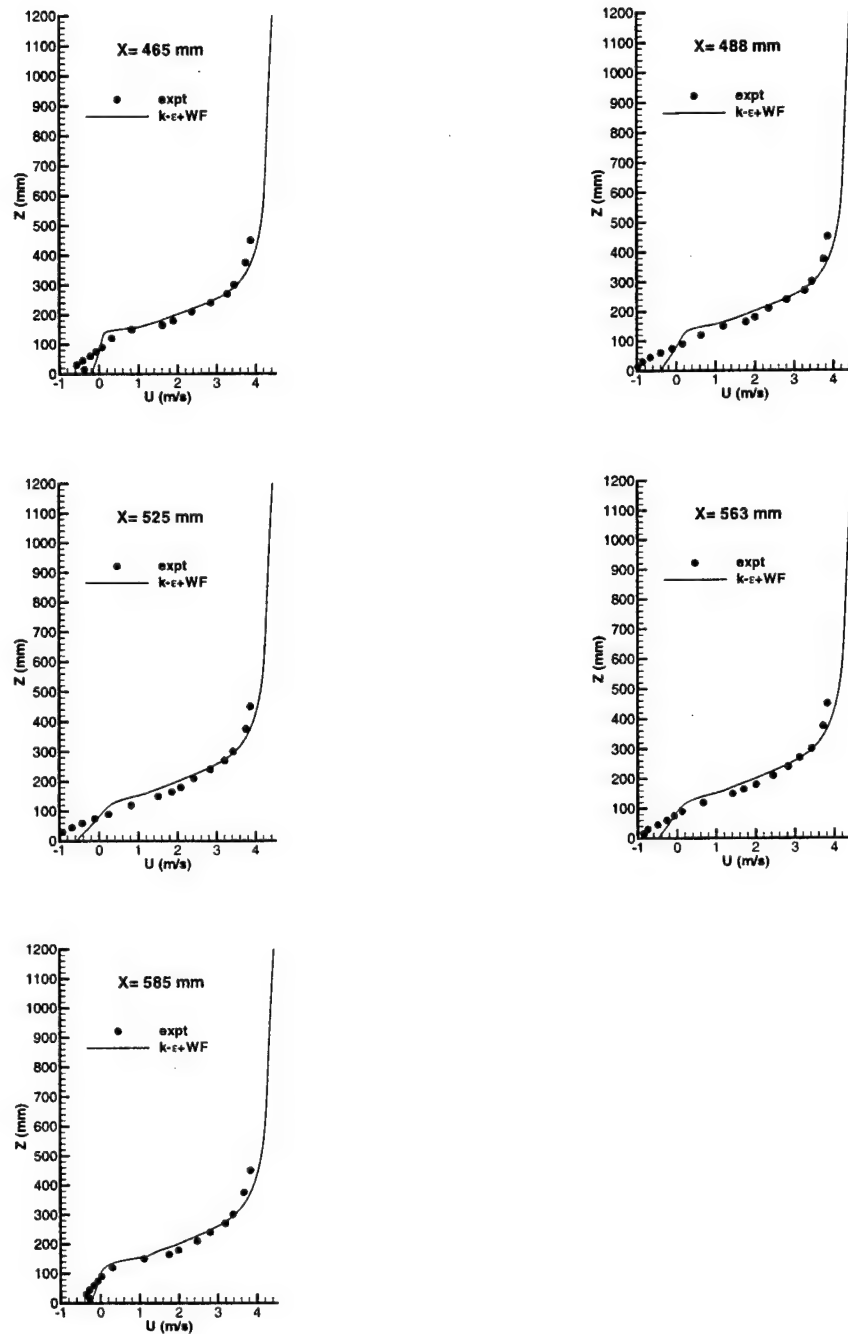 X= 465 mm
expt
k-ε+WF
Z (mm)
1200
1100
1000
900
800
700
600
500
400
300
200
100
0
-1 0 1 2 3 4
U (m/s)
X= 488 mm
expt
k-ε+WF
Z (mm)
1200
1100
1000
900
800
700
600
500
400
300
200
100
0
-1 0 1 2 3 4
U (m/s)
X= 525 mm
expt
k-ε+WF
Z (mm)
1200
1100
1000
900
800
700
600
500
400
300
200
100
0
-1 0 1 2 3 4
U (m/s)
X= 563 mm
expt
k-ε+WF
Z (mm)
1200
1100
1000
900
800
700
600
500
400
300
200
100
0
-1 0 1 2 3 4
U (m/s)
X= 585 mm
expt
k-ε+WF
Z (mm)
1200
1100
1000
900
800
700
600
500
400
300
200
100
0
-1 0 1 2 3 4
U (m/s)